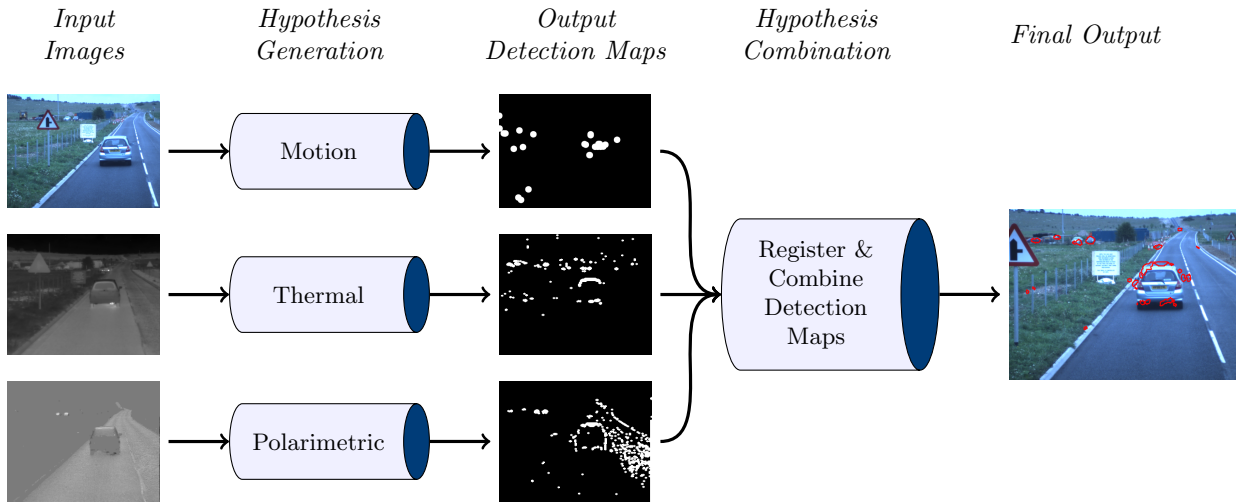 Input
Images
Hypothesis
Generation
Output
Detection Maps
Hypothesis
Combination
Final Output
Motion
Thermal
Polarimetric
Register &
Combine
Detection
Maps